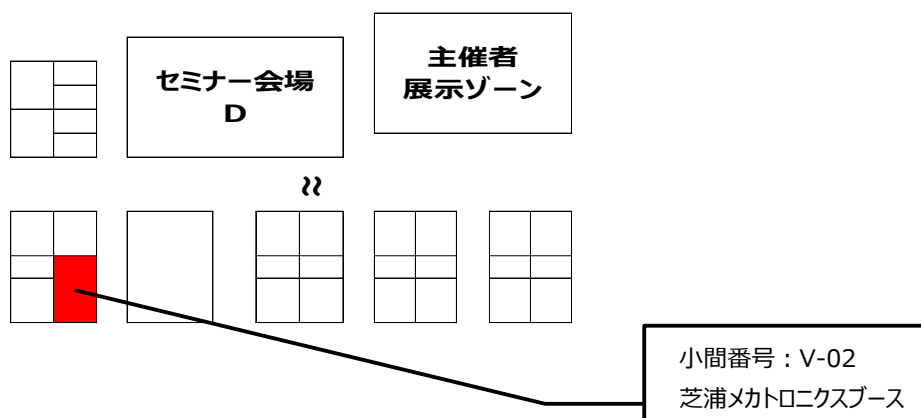 セミナー会場
D
主催者
展示ゾーン
≈
小間番号：V-02
芝浦メカトロニクスブース